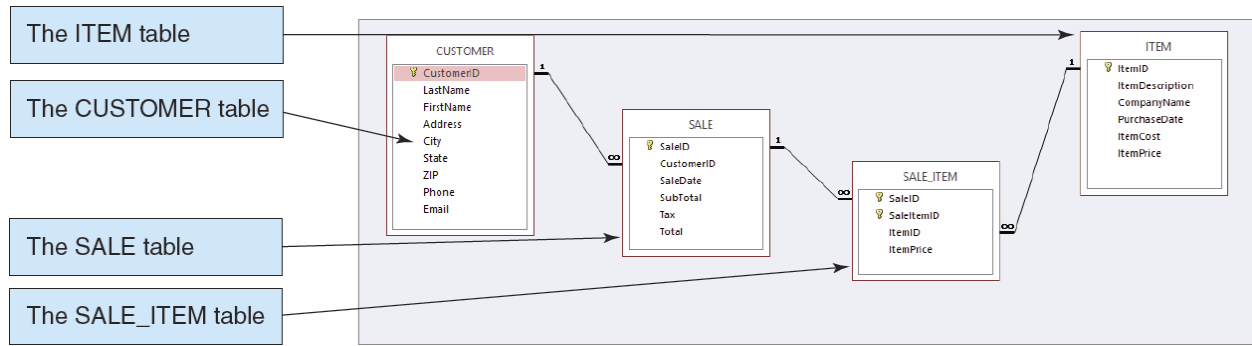 The ITEM table
The CUSTOMER table
The SALE table
The SALE_ITEM table
CUSTOMER
CustomerID
LastName
FirstName
Address
City
State
ZIP
Phone
Email
1
∞
SALE
SaleID
CustomerID
SaleDate
SubTotal
Tax
Total
1
∞
SALE_ITEM
SaleID
SaleItemID
ItemID
ItemPrice
∞
1
ITEM
ItemID
ItemDescription
CompanyName
PurchaseDate
ItemCost
ItemPrice